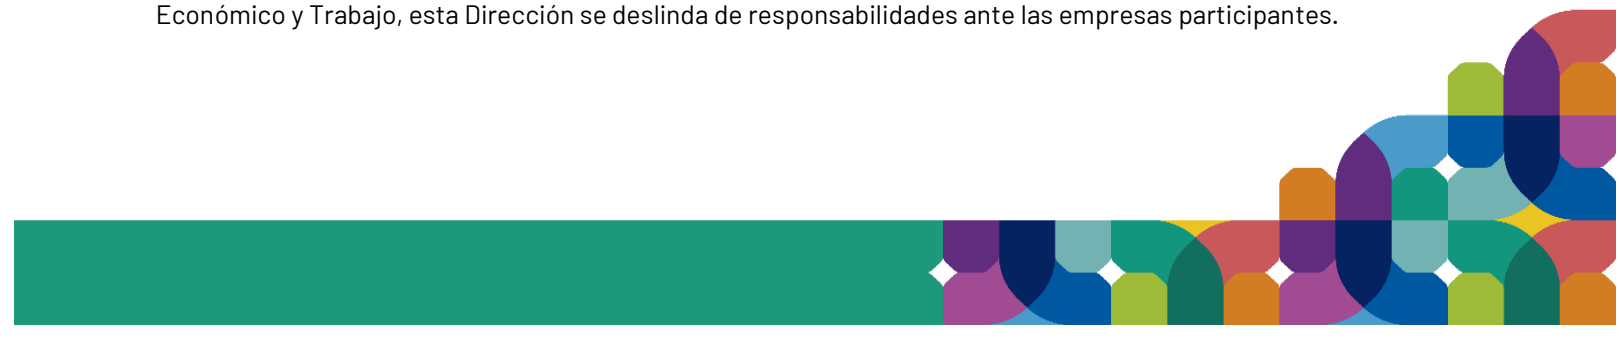 Económico y Trabajo, esta Dirección se deslinda de responsabilidades ante las empresas participantes.